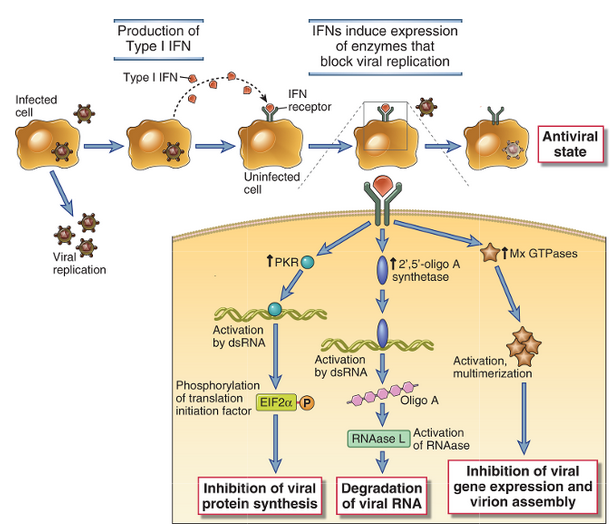 Production of
Type I IFN
IFNs induce expression
of enzymes that
block viral replication
Type I IFN
IFN
receptor
Infected
cell
Uninfected
cell
Antiviral
state
Viral
replication
PKR
2',5'-oligo A
synthetase
Mx GTPases
Activation
by dsRNA
Activation
by dsRNA
Activation,
multimerization
Phosphorylation
of translation
initiation factor
EIF2α
P
Oligo A
RNAase L
Activation
of RNAase
Inhibition of viral
protein synthesis
Degradation
of viral RNA
Inhibition of viral
gene expression and
virion assembly